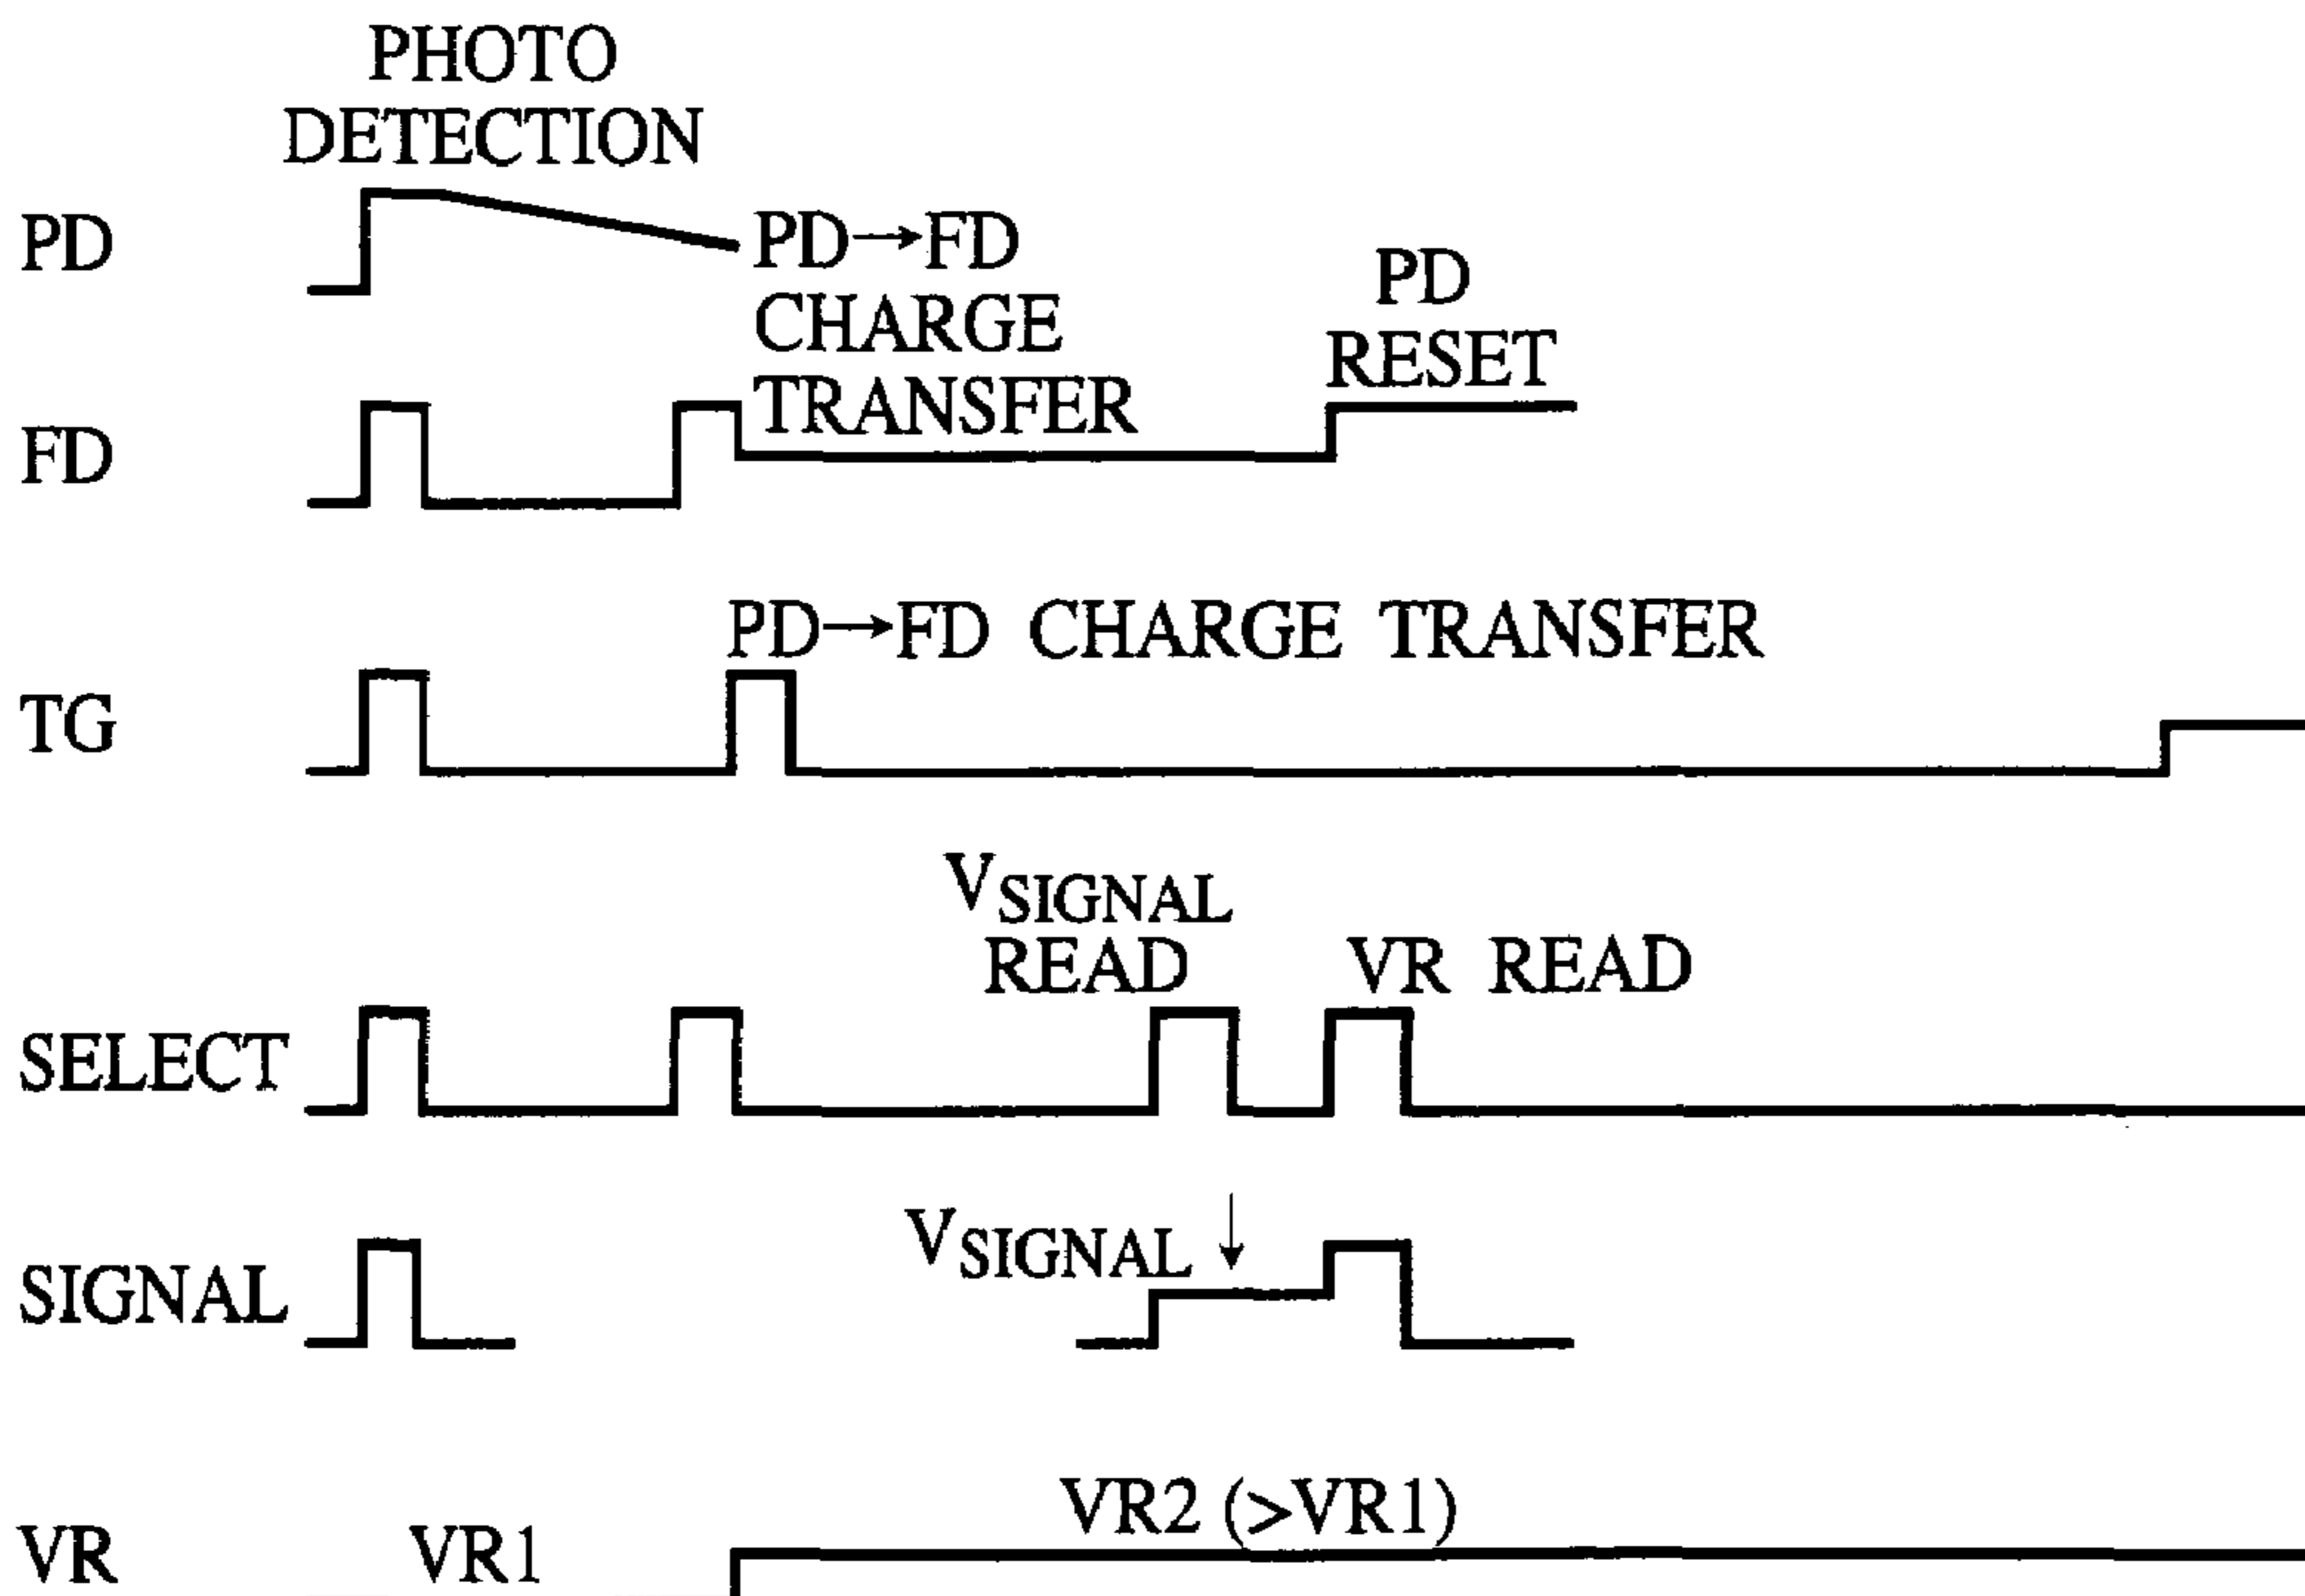 PHOTO
DETECTION
PD
PD→FD
CHARGE
TRANSFER
PD
RESET
FD
PD→FD CHARGE TRANSFER
TG
VSIGNAL
READ
VR READ
SELECT
VSIGNAL
SIGNAL
VR2 (>VR1)
VR
VR1